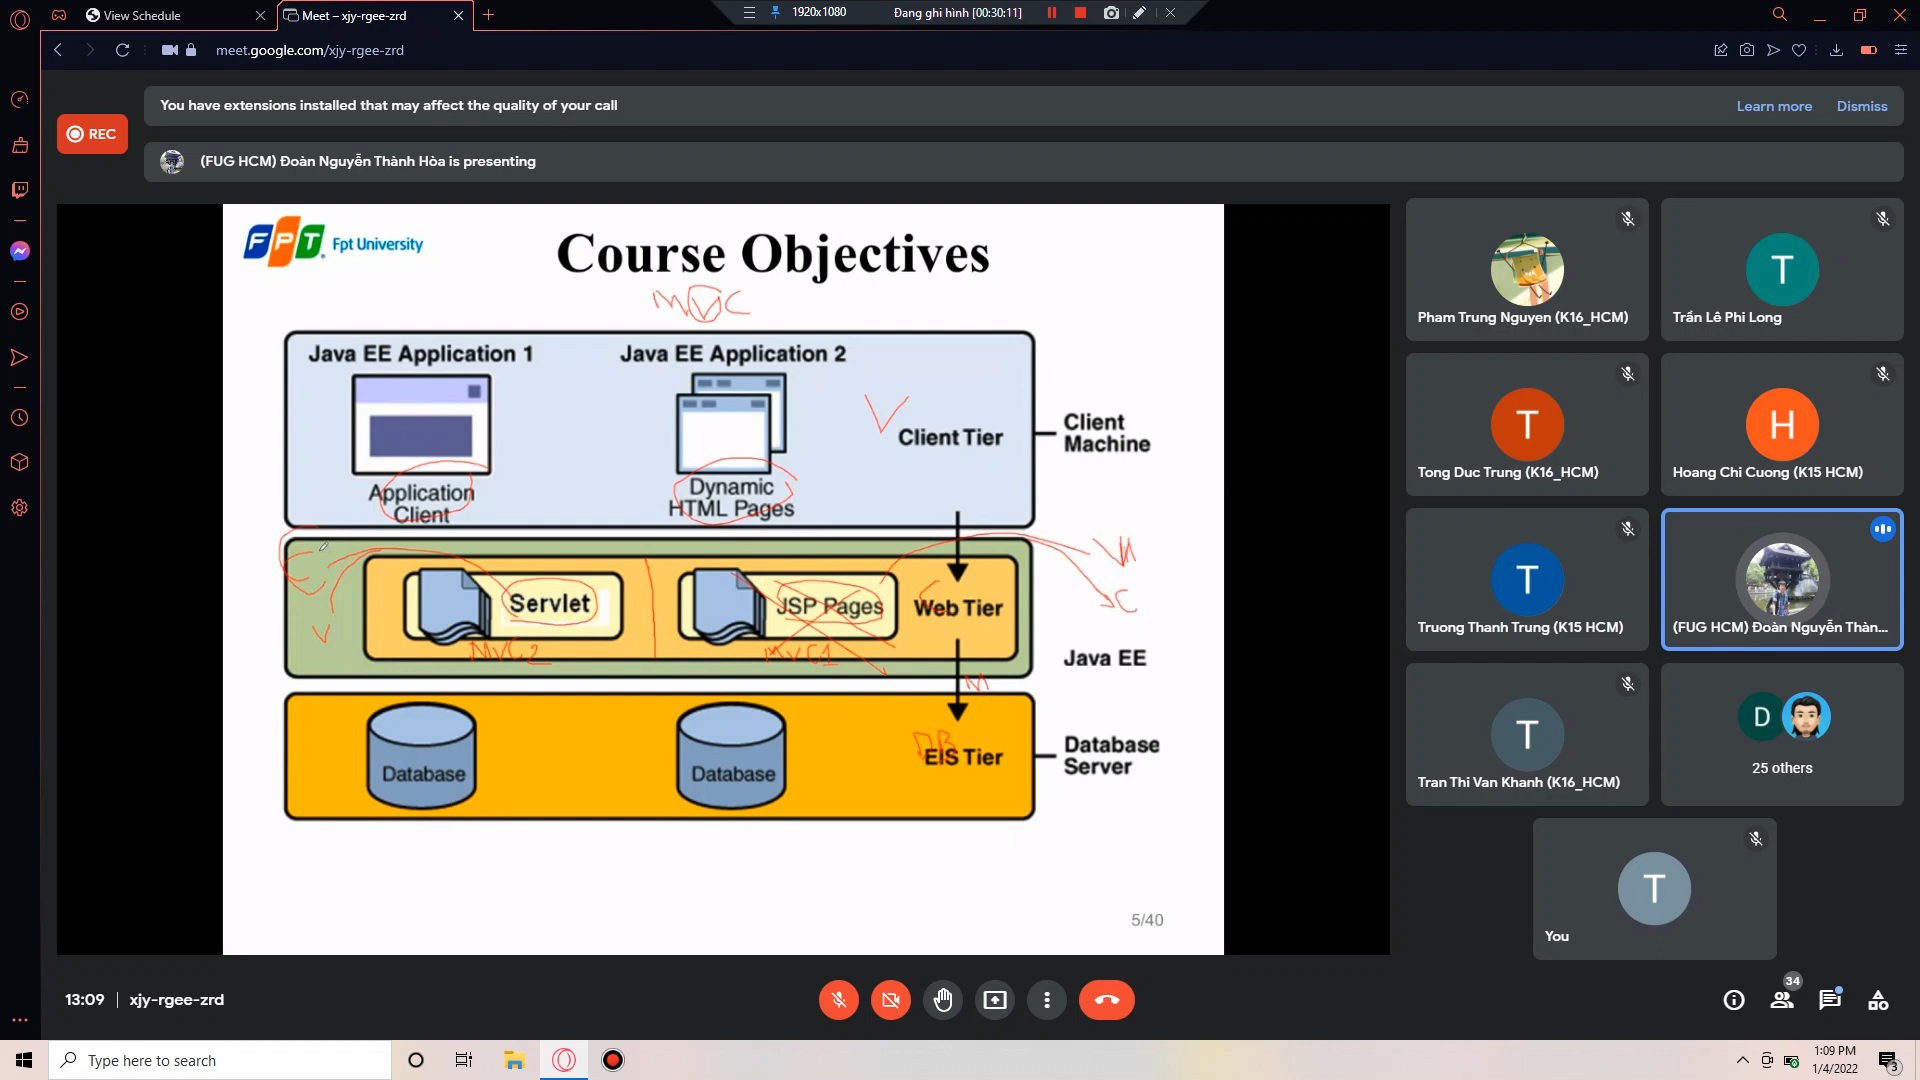 View Schedule
Meet – xjy-rgee-zrd
1920x1080
Đang ghi hình [00:30:11]
meet.google.com/xjy-rgee-zrd
You have extensions installed that may affect the quality of your call
Learn more
Dismiss
REC
(FUG HCM) Đoàn Nguyễn Thành Hòa is presenting
FPT Fpt University
Course Objectives
MVC
Java EE Application 1
Java EE Application 2
V
Client Tier
Client
Machine
Application
Client
Dynamic
HTML Pages
C
V
Servlet
MVC2
JSP Pages
MVC1
C
Web Tier
C
Java EE
M
DB
Database
Database
EIS Tier
Database
Server
5/40
Pham Trung Nguyen (K16_HCM)
T
Trần Lê Phi Long
T
Tong Duc Trung (K16_HCM)
H
Hoang Chi Cuong (K15 HCM)
T
Truong Thanh Trung (K15 HCM)
(FUG HCM) Đoàn Nguyễn Thàn...
T
Tran Thi Van Khanh (K16_HCM)
D
25 others
T
You
13:09 | xjy-rgee-zrd
34
Type here to search
1:09 PM
1/4/2022
3